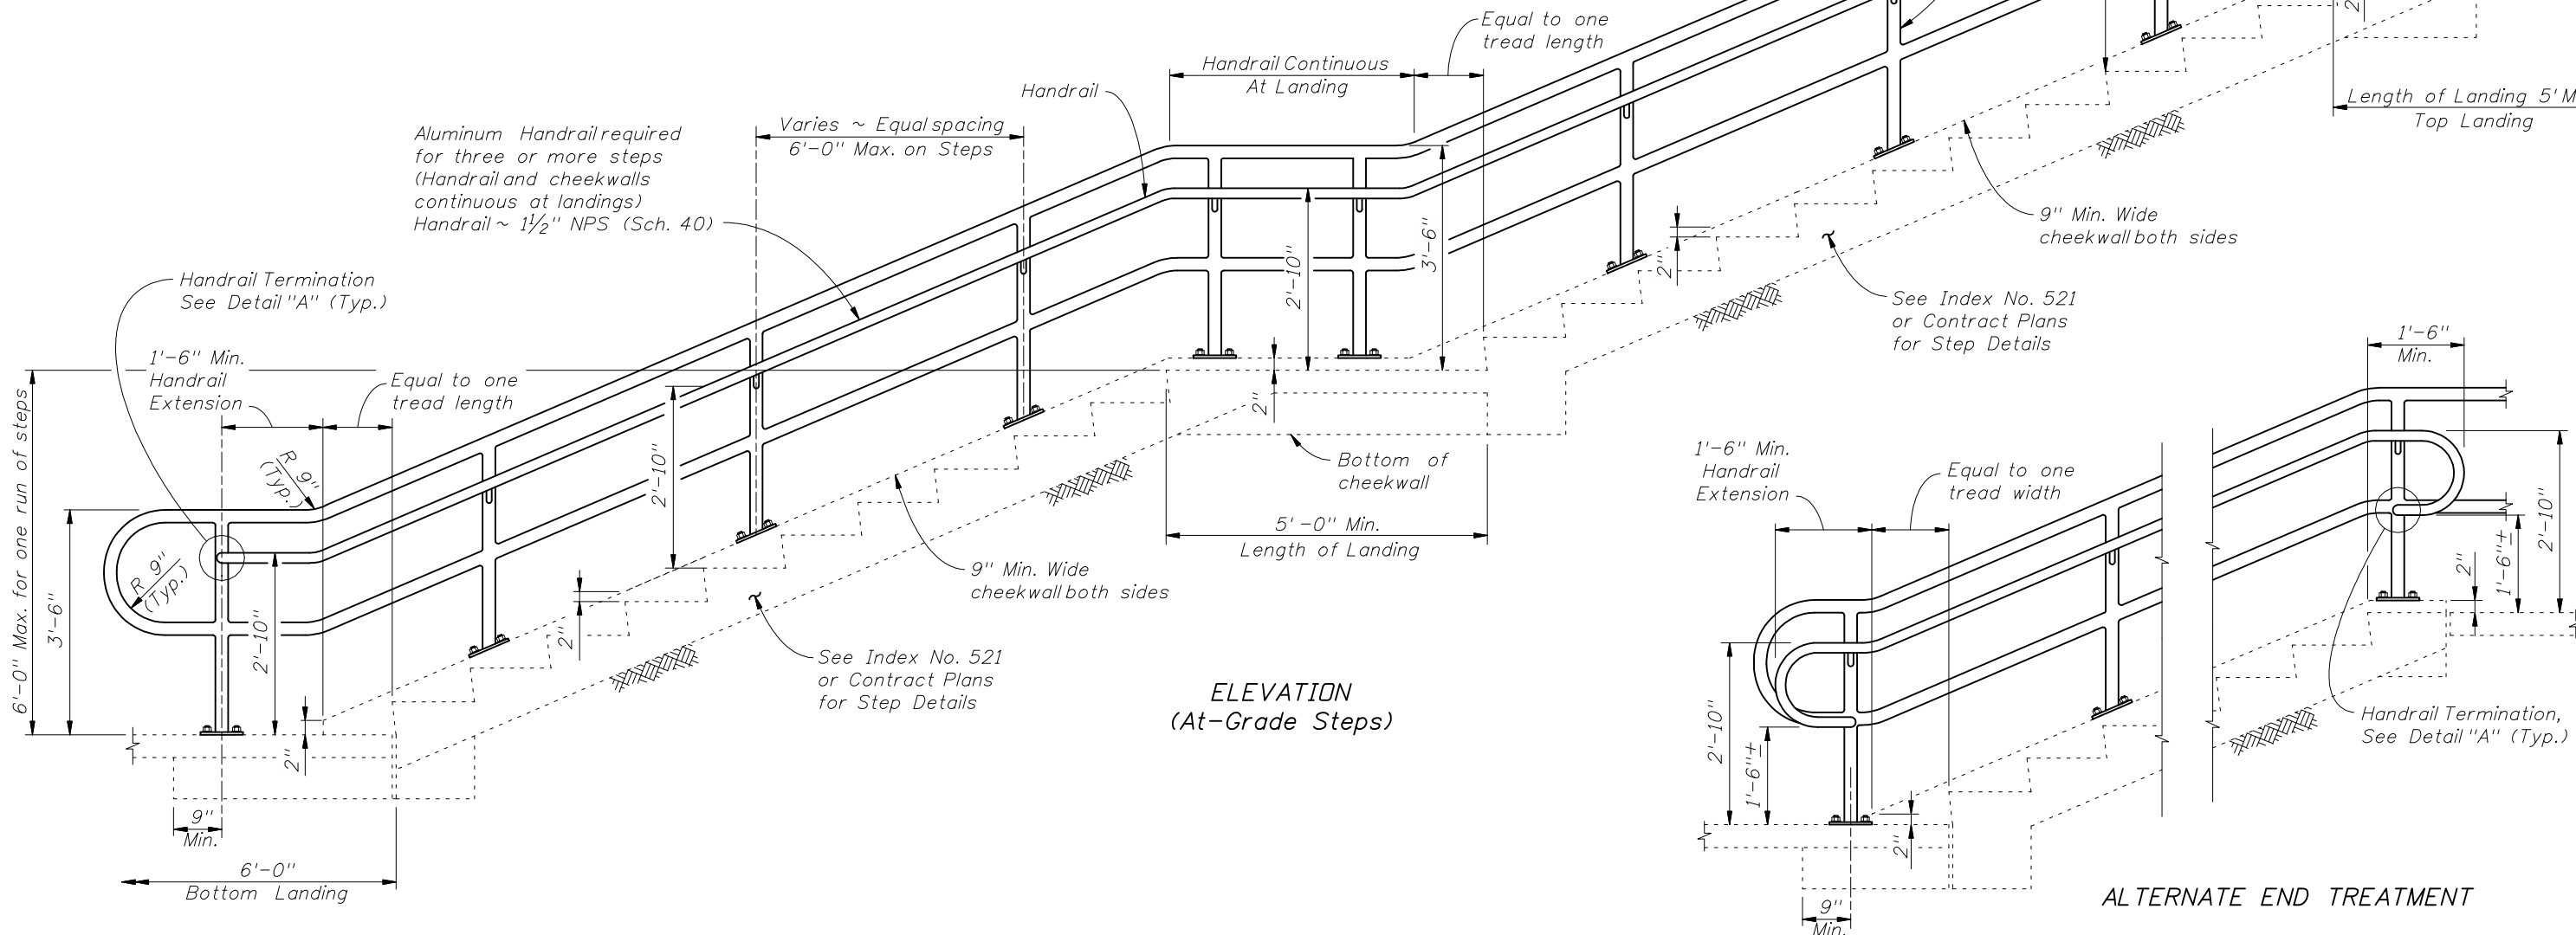 Equal to one
tread length
2'
Handrail Continuous
At Landing
Handrail
Length of Landing 5' M
Top Landing
Varies ~ Equal spacing
6'-0" Max. on Steps
Aluminum Handrail required
for three or more steps
(Handrail and cheekwalls
continuous at landings)
Handrail ~ 1½" NPS (Sch. 40)
9" Min. Wide
cheekwall both sides
3'-6"
2'-10"
2"
2"
Handrail Termination
See Detail "A" (Typ.)
See Index No. 521
or Contract Plans
for Step Details
1'-6" Min.
Handrail
Extension
Equal to one
tread length
6'-0" Max. for one run of steps
1'-6"
Min.
R 9"
(Typ.)
2'-10"
Bottom of
cheekwall
5'-0" Min.
Length of Landing
1'-6" Min.
Handrail
Extension
Equal to one
tread width
2'-10"
2"
1'-6"±
R 9"
(Typ.)
3'-6"
2'-10"
2"
9" Min. Wide
cheekwall both sides
See Index No. 521
or Contract Plans
for Step Details
2"
ELEVATION
(At-Grade Steps)
2'-10"
1'-6"±
2"
Handrail Termination,
See Detail "A" (Typ.)
9"
Min.
6'-0"
Bottom Landing
ALTERNATE END TREATMENT
9"
Min.